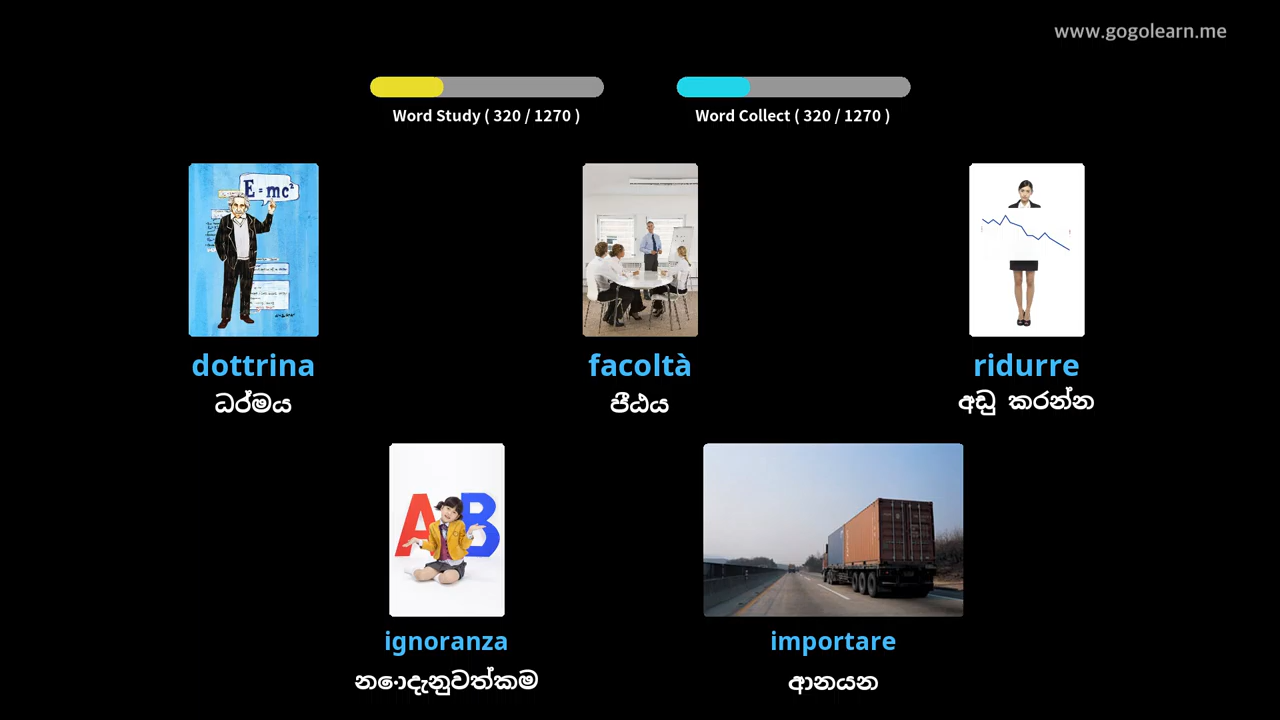 www.gogolearn.me
Word Study ( 320 / 1270 )
Word Collect ( 320 / 1270 )
E = mc²
dottrina
ධර්මය
facoltà
පීඨය
ridurre
අඩු කරන්න
A B
ignoranza
නොදැනුවත්කම
importare
ආනයන